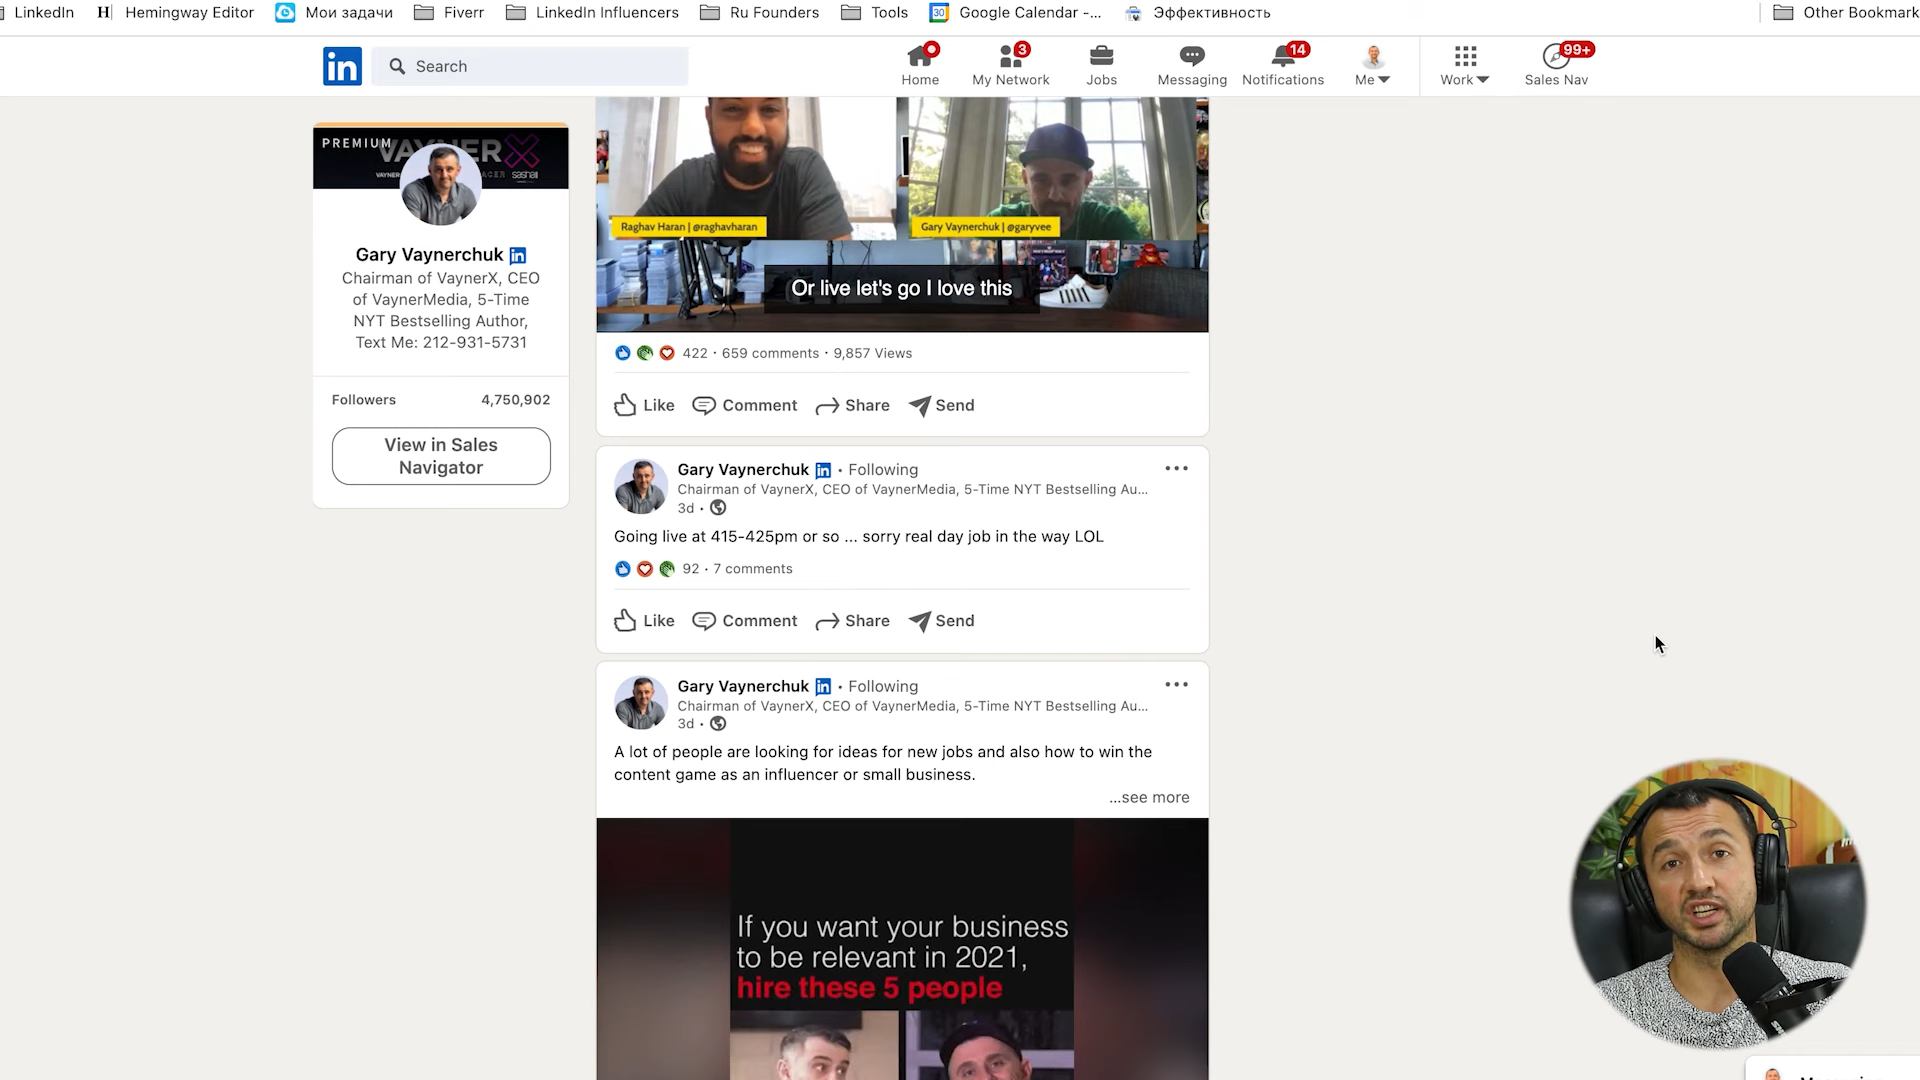 LinkedIn
H Hemingway Editor
Мои задачи
Fiverr
LinkedIn Influencers
Ru Founders
Tools
30 Google Calendar -...
Эффективность
Other Bookmark
in
Search
Home
3
My Network
Jobs
Messaging
14
Notifications
Me
Work
99+
Sales Nav
PREMIUM
VAYNERX
sasha
Gary Vaynerchuk in
Chairman of VaynerX, CEO
of VaynerMedia, 5-Time
NYT Bestselling Author,
Text Me: 212-931-5731
Followers 4,750,902
View in Sales
Navigator
Raghav Haran | @raghavharan
Gary Vaynerchuk | @garyvee
Or live let's go I love this
422 · 659 comments · 9,857 Views
Like Comment Share Send
Gary Vaynerchuk in · Following
Chairman of VaynerX, CEO of VaynerMedia, 5-Time NYT Bestselling Au...
3d ·
Going live at 415-425pm or so ... sorry real day job in the way LOL
92 · 7 comments
Like Comment Share Send
Gary Vaynerchuk in · Following
Chairman of VaynerX, CEO of VaynerMedia, 5-Time NYT Bestselling Au...
3d ·
A lot of people are looking for ideas for new jobs and also how to win the
content game as an influencer or small business.
...see more
If you want your business
to be relevant in 2021,
hire these 5 people